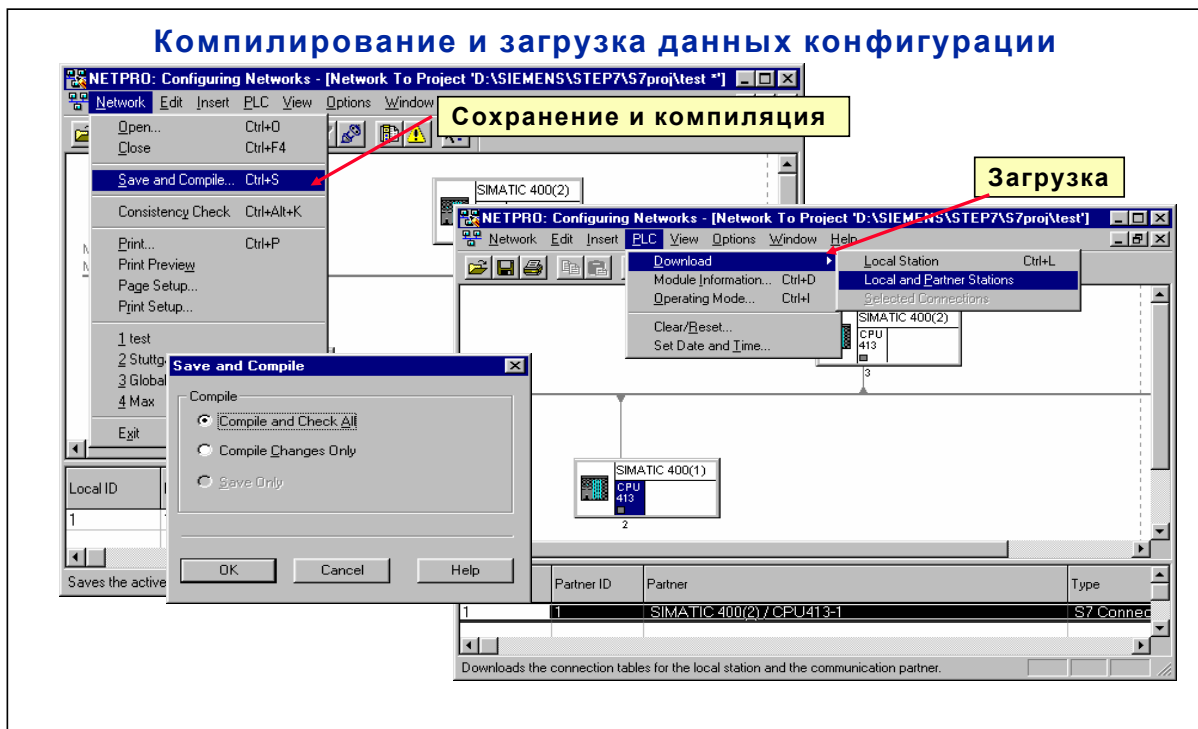 Компилирование и загрузка данных конфигурации
NETPRO: Configuring Networks - [Network To Project 'D:\SIEMENS\STEP7\S7proj\test *']
Network Edit Insert PLC View Options Window
Сохранение и компиляция
Open... Ctrl+O
Close Ctrl+F4
Save and Compile... Ctrl+S
Consistency Check Ctrl+Alt+K
Print... Ctrl+P
Print Preview
Page Setup...
Print Setup...
1 test
2 Stuttg
3 Global
4 Max
Exit
SIMATIC 400(2)
Загрузка
NETPRO: Configuring Networks - [Network To Project 'D:\SIEMENS\STEP7\S7proj\test']
Network Edit Insert PLC View Options Window Help
Download
Module Information... Ctrl+D
Operating Mode... Ctrl+I
Clear/Reset...
Set Date and Time...
Local Station Ctrl+L
Local and Partner Stations
Selected Connections
SIMATIC 400(2)
CPU
413
3
SIMATIC 400(1)
CPU
413
2
Save and Compile
Compile
Compile and Check All
Compile Changes Only
Save Only
OK Cancel Help
Local ID
1
Saves the active
Partner ID Partner Type
1 1 SIMATIC 400(2) / CPU413-1 S7 Connec
Downloads the connection tables for the local station and the communication partner.